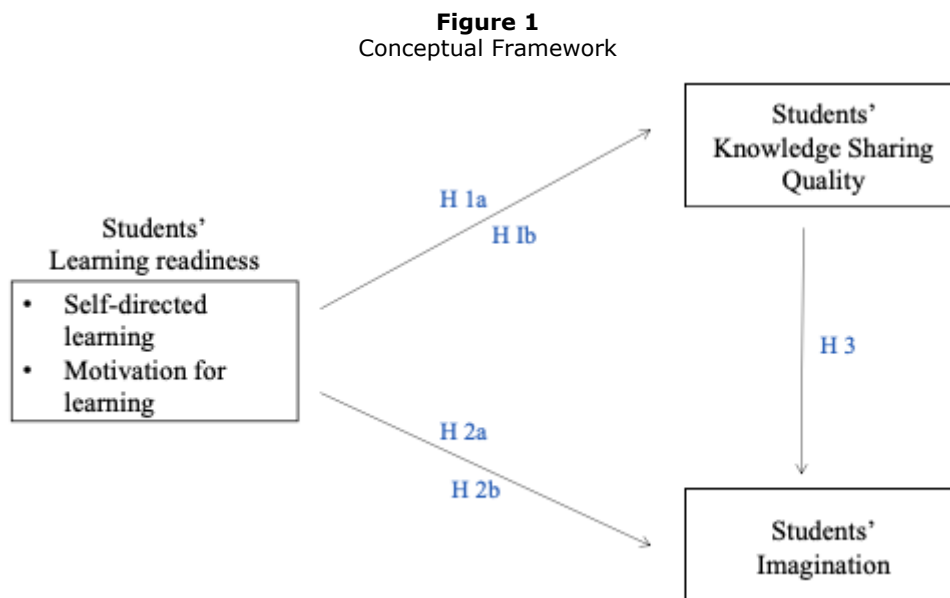 Figure 1
Conceptual Framework
Students’
Knowledge Sharing
Quality
H 1a
H Ib
Students’
Learning readiness
• Self-directed
learning
• Motivation for
learning
H 3
H 2a
H 2b
Students’
Imagination